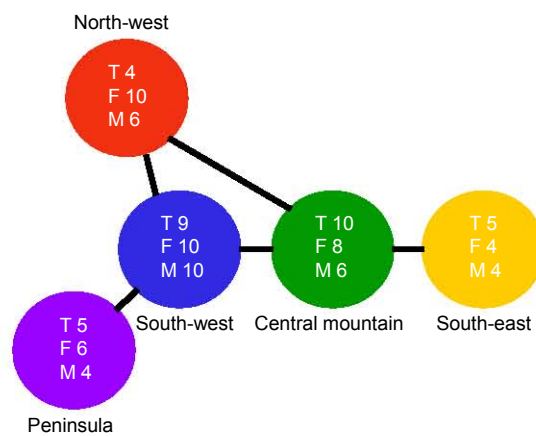 North-west
T 4
F 10
M 6
T 9
F 10
M 10
South-west
T 10
F 8
M 6
Central mountain
T 5
F 4
M 4
South-east
T 5
F 6
M 4
Peninsula